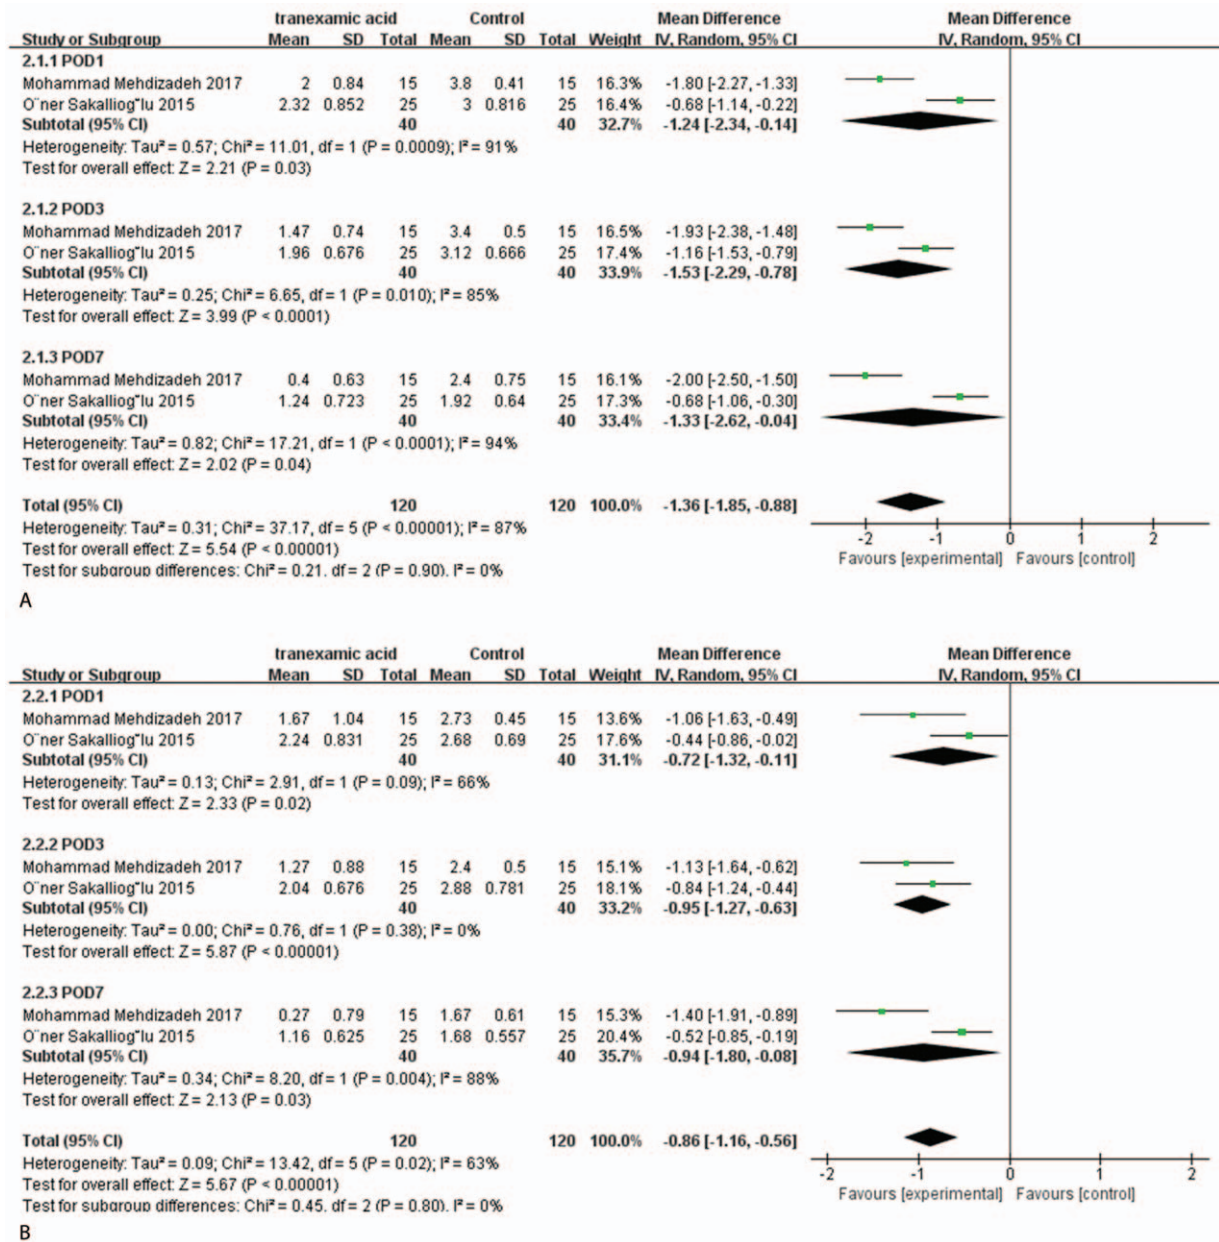 tranexamic acid Control Mean Difference Mean Difference
Study or Subgroup Mean SD Total Mean SD Total Weight IV, Random, 95% CI IV, Random, 95% CI
2.1.1 POD1
Mohammad Mehdizadeh 2017 2 0.84 15 3.8 0.41 15 16.3% -1.80 [-2.27, -1.33]
O¨ner Sakalliog˘lu 2015 2.32 0.852 25 3 0.816 25 16.4% -0.68 [-1.14, -0.22]
Subtotal (95% CI) 40 40 32.7% -1.24 [-2.34, -0.14]
Heterogeneity: Tau² = 0.57; Chi² = 11.01, df = 1 (P = 0.0009); I² = 91%
Test for overall effect: Z = 2.21 (P = 0.03)
2.1.2 POD3
Mohammad Mehdizadeh 2017 1.47 0.74 15 3.4 0.5 15 16.5% -1.93 [-2.38, -1.48]
O¨ner Sakalliog˘lu 2015 1.96 0.676 25 3.12 0.666 25 17.4% -1.16 [-1.53, -0.79]
Subtotal (95% CI) 40 40 33.9% -1.53 [-2.29, -0.78]
Heterogeneity: Tau² = 0.25; Chi² = 6.65, df = 1 (P = 0.010); I² = 85%
Test for overall effect: Z = 3.99 (P < 0.0001)
2.1.3 POD7
Mohammad Mehdizadeh 2017 0.4 0.63 15 2.4 0.75 15 16.1% -2.00 [-2.50, -1.50]
O¨ner Sakalliog˘lu 2015 1.24 0.723 25 1.92 0.64 25 17.3% -0.68 [-1.06, -0.30]
Subtotal (95% CI) 40 40 33.4% -1.33 [-2.62, -0.04]
Heterogeneity: Tau² = 0.82; Chi² = 17.21, df = 1 (P < 0.0001); I² = 94%
Test for overall effect: Z = 2.02 (P = 0.04)
Total (95% CI) 120 120 100.0% -1.36 [-1.85, -0.88]
Heterogeneity: Tau² = 0.31; Chi² = 37.17, df = 5 (P < 0.00001); I² = 87%
Test for overall effect: Z = 5.54 (P < 0.00001)
Test for subgroup differences: Chi² = 0.21, df = 2 (P = 0.90), I² = 0%
-2 -1 0 1 2
Favours [experimental] Favours [control]
A
tranexamic acid Control Mean Difference Mean Difference
Study or Subgroup Mean SD Total Mean SD Total Weight IV, Random, 95% CI IV, Random, 95% CI
2.2.1 POD1
Mohammad Mehdizadeh 2017 1.67 1.04 15 2.73 0.45 15 13.6% -1.06 [-1.63, -0.49]
O¨ner Sakalliog˘lu 2015 2.24 0.831 25 2.68 0.69 25 17.6% -0.44 [-0.86, -0.02]
Subtotal (95% CI) 40 40 31.1% -0.72 [-1.32, -0.11]
Heterogeneity: Tau² = 0.13; Chi² = 2.91, df = 1 (P = 0.09); I² = 66%
Test for overall effect: Z = 2.33 (P = 0.02)
2.2.2 POD3
Mohammad Mehdizadeh 2017 1.27 0.88 15 2.4 0.5 15 15.1% -1.13 [-1.64, -0.62]
O¨ner Sakalliog˘lu 2015 2.04 0.676 25 2.88 0.781 25 18.1% -0.84 [-1.24, -0.44]
Subtotal (95% CI) 40 40 33.2% -0.95 [-1.27, -0.63]
Heterogeneity: Tau² = 0.00; Chi² = 0.76, df = 1 (P = 0.38); I² = 0%
Test for overall effect: Z = 5.87 (P < 0.00001)
2.2.3 POD7
Mohammad Mehdizadeh 2017 0.27 0.79 15 1.67 0.61 15 15.3% -1.40 [-1.91, -0.89]
O¨ner Sakalliog˘lu 2015 1.16 0.625 25 1.68 0.557 25 20.4% -0.52 [-0.85, -0.19]
Subtotal (95% CI) 40 40 35.7% -0.94 [-1.80, -0.08]
Heterogeneity: Tau² = 0.34; Chi² = 8.20, df = 1 (P = 0.004); I² = 88%
Test for overall effect: Z = 2.13 (P = 0.03)
Total (95% CI) 120 120 100.0% -0.86 [-1.16, -0.56]
Heterogeneity: Tau² = 0.09; Chi² = 13.42, df = 5 (P = 0.02); I² = 63%
Test for overall effect: Z = 5.67 (P < 0.00001)
Test for subgroup differences: Chi² = 0.45, df = 2 (P = 0.80), I² = 0%
-2 -1 0 1 2
Favours [experimental] Favours [control]
B